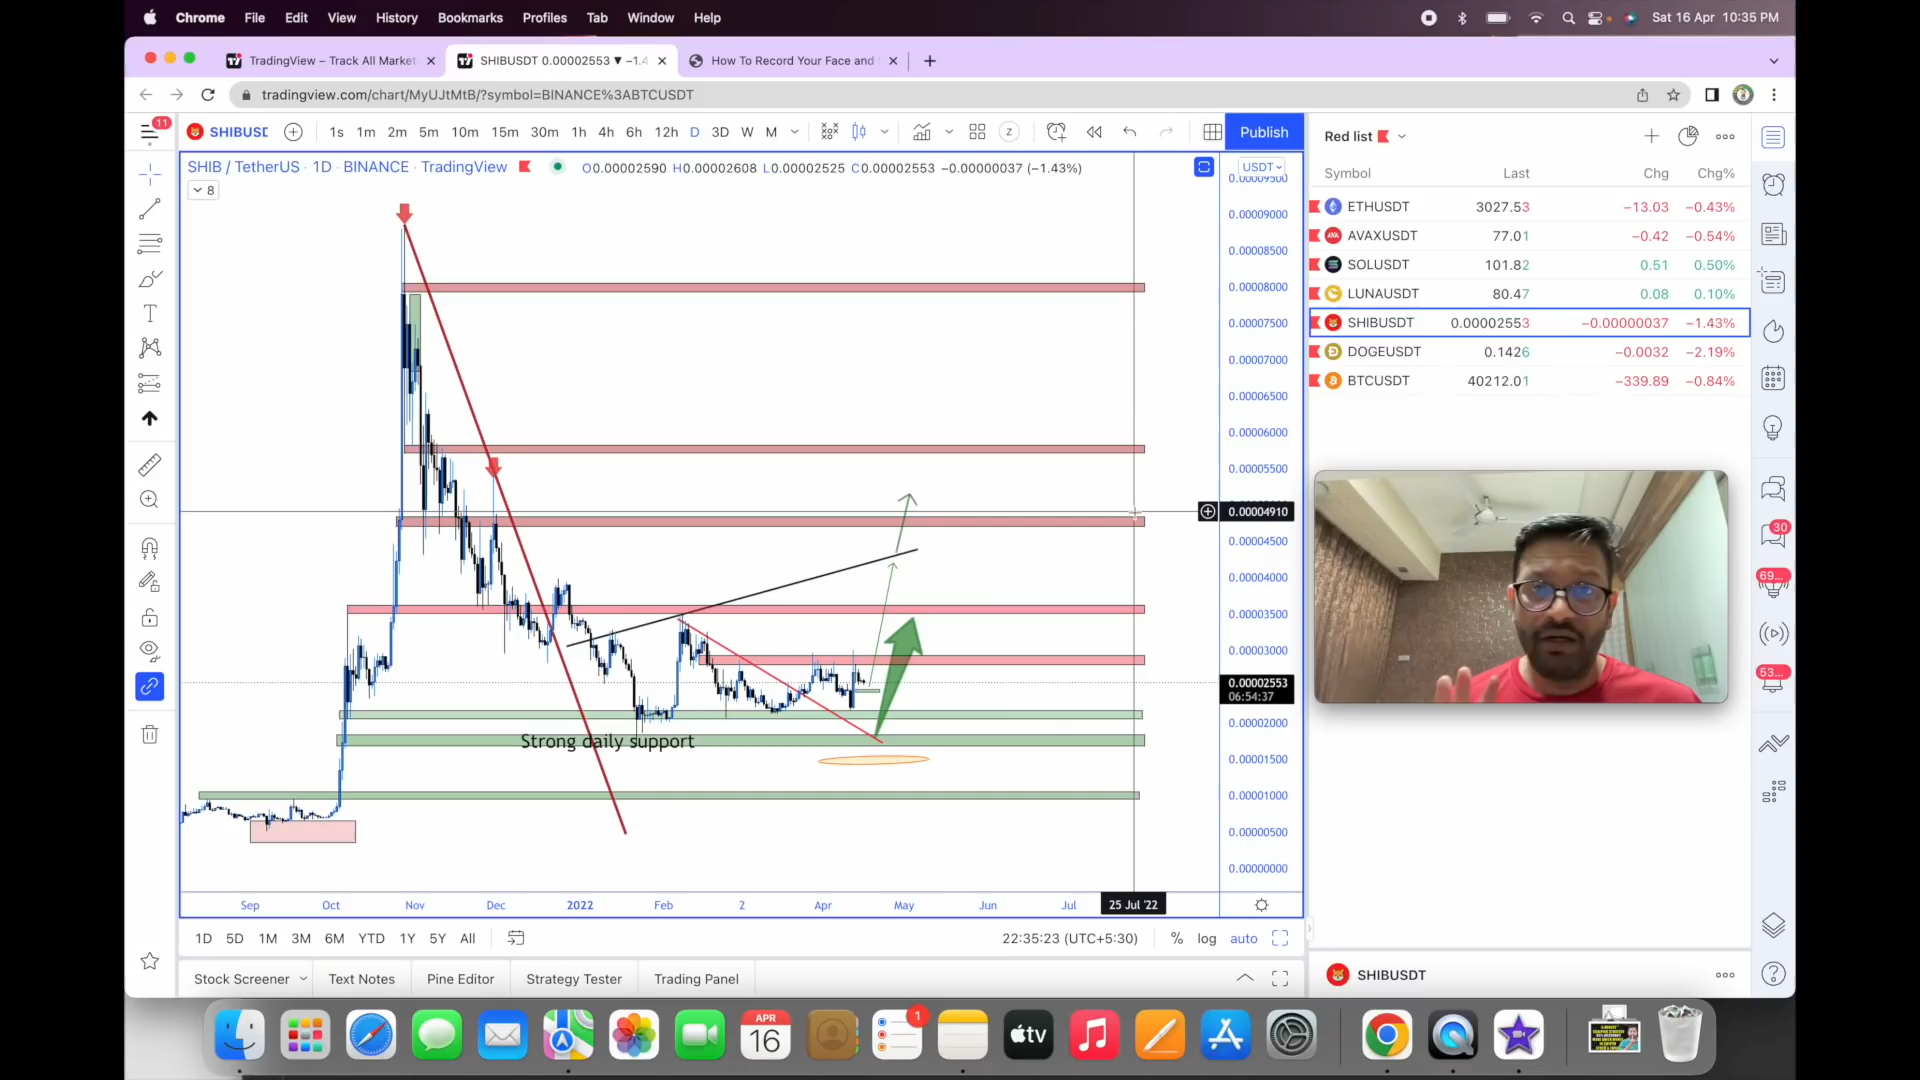 Chrome File Edit View History Bookmarks Profiles Tab Window Help Sat 16 Apr 10:35 PM
TradingView – Track All Market SHIBUSDT 0.00002553 ▼ −1.4 How To Record Your Face and
tradingview.com/chart/MyUJtMtB/?symbol=BINANCE%3ABTCUSDT
11
SHIBUSD 1s 1m 2m 5m 10m 15m 30m 1h 4h 6h 12h D 3D W M Z Publish
SHIB / TetherUS · 1D · BINANCE · TradingView O0.00002590 H0.00002608 L0.00002525 C0.00002553 −0.00000037 (−1.43%)
8
USDT
0.00009500
0.00009000
0.00008500
0.00008000
0.00007500
0.00007000
0.00006500
0.00006000
0.00005500
0.00004910
0.00004500
0.00004000
0.00003500
0.00003000
0.00002553
06:54:37
0.00002000
0.00001500
0.00001000
0.00000500
0.00000000
Strong daily support
Sep Oct Nov Dec 2022 Feb 2 Apr May Jun Jul 25 Jul '22
1D 5D 1M 3M 6M YTD 1Y 5Y All 22:35:23 (UTC+5:30) % log auto
Stock Screener Text Notes Pine Editor Strategy Tester Trading Panel
Red list
Symbol Last Chg Chg%
ETHUSDT 3027.53 −13.03 −0.43%
AVAXUSDT 77.01 −0.42 −0.54%
SOLUSDT 101.82 0.51 0.50%
LUNAUSDT 80.47 0.08 0.10%
SHIBUSDT 0.00002553 −0.00000037 −1.43%
DOGEUSDT 0.1426 −0.0032 −2.19%
BTCUSDT 40212.01 −339.89 −0.84%
30
69...
53...
SHIBUSDT
APR
16
1
tv